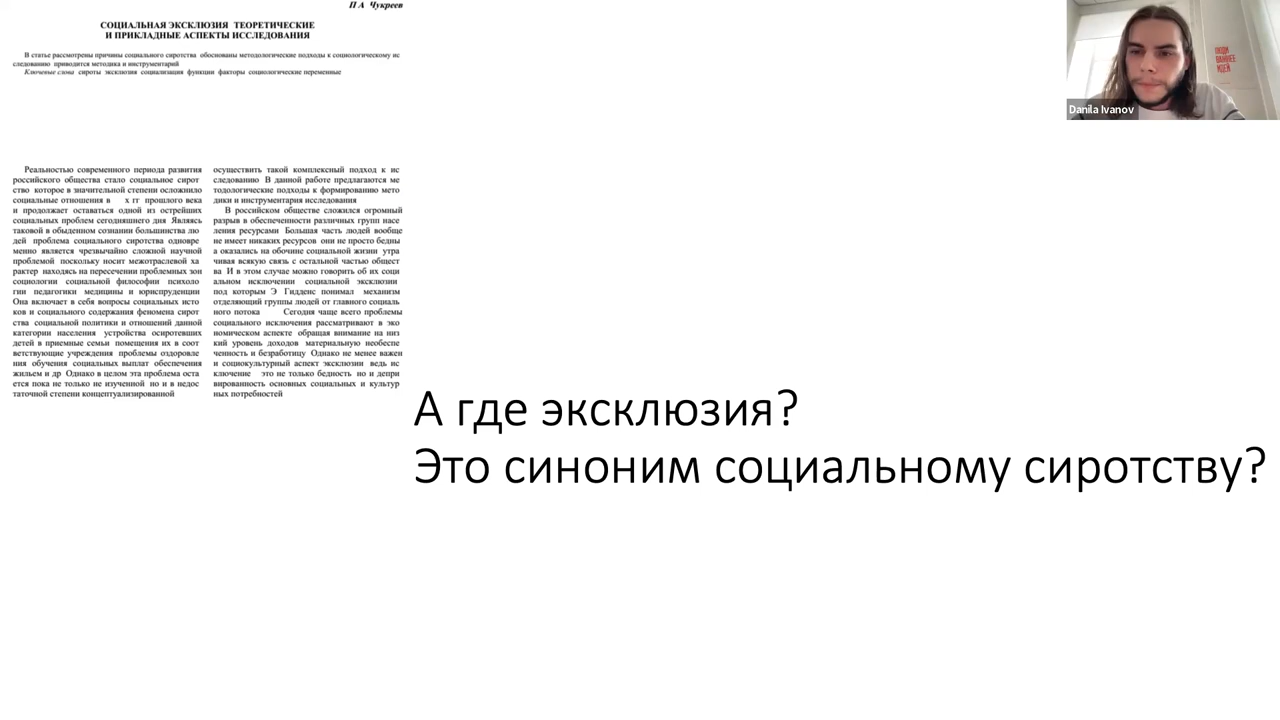 П А Чукреев
СОЦИАЛЬНАЯ ЭКСКЛЮЗИЯ ТЕОРЕТИЧЕСКИЕ
И ПРИКЛАДНЫЕ АСПЕКТЫ ИССЛЕДОВАНИЯ
В статье рассмотрены причины социального сиротства обоснованы методологические подходы к социологическому ис
следованию приводится методика и инструментарий
Ключевые слова сироты эксклюзия социализация функции факторы социологические переменные
Реальностью современного периода развития
российского общества стало социальное сирот
ство которое в значительной степени осложнило
социальные отношения в х гг прошлого века
и продолжает оставаться одной из острейших
социальных проблем сегодняшнего дня Являясь
таковой в обыденном сознании большинства лю
дей проблема социального сиротства одновре
менно является чрезвычайно сложной научной
проблемой поскольку носит межотраслевой ха
рактер находясь на пересечении проблемных зон
социологии социальной философии психоло
гии педагогики медицины и юриспруденции
Она включает в себя вопросы социальных исто
ков и социального содержания феномена сирот
ства социальной политики и отношений данной
категории населения устройства осиротевших
детей в приемные семьи помещения их в соот
ветствующие учреждения проблемы оздоровле
ния обучения социальных выплат обеспечения
жильем и др Однако в целом эта проблема оста
ется пока не только не изученной но и в недос
таточной степени концептуализированной
осуществить такой комплексный подход к ис
следованию В данной работе предлагаются ме
тодологические подходы к формированию мето
дики и инструментария исследования
В российском обществе сложился огромный
разрыв в обеспеченности различных групп насе
ления ресурсами Большая часть людей вообще
не имеет никаких ресурсов они не просто бедны
а оказались на обочине социальной жизни утра
чивая всякую связь с остальной частью общест
ва И в этом случае можно говорить об их соци
альном исключении социальной эксклюзии
под которым Э Гидденс понимал механизм
отделяющий группы людей от главного социаль
ного потока Сегодня чаще всего проблемы
социального исключения рассматривают в эко
номическом аспекте обращая внимание на низ
кий уровень доходов материальную необеспе
ченность и безработицу Однако не менее важен
и социокультурный аспект эксклюзии ведь ис
ключение это не только бедность но и депри
вированность основных социальных и культур
ных потребностей
А где эксклюзия?
Это синоним социальному сиротству?
ЛЮДИ
ВАЖНЕЕ
ИДЕЙ
Danila Ivanov